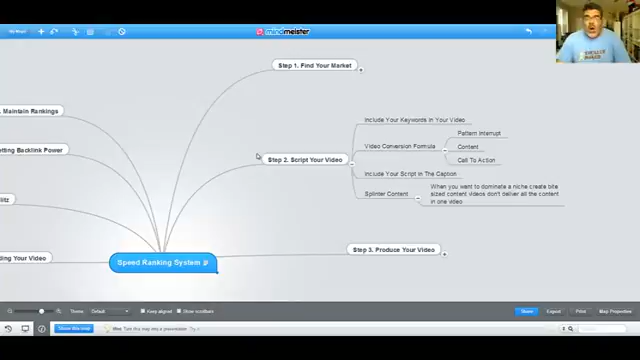 My Maps
mindmeister
Step 1. Find Your Market
. Maintain Rankings
Include Your Keywords In Your Video
Pattern Interrupt
etting Backlink Power
Video Conversion Formula
Content
Step 2. Script Your Video
Call To Action
Include Your Script In The Caption
litz
Splinter Content
When you want to dominate a niche create bite
sized content videos don't deliver all the content
in one video
Step 3. Produce Your Video
ding Your Video
Speed Ranking System
Theme
Default
Keep aligned
Show scrollbars
Share
Export
Print
Map Properties
Share this map
Hint: Turn this map into a presentation